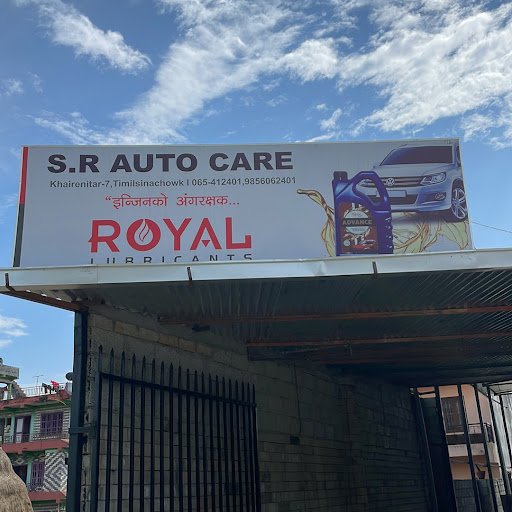 S.R AUTO CARE
Khairenitar-7,Timilsinachowk I 065-412401,9856062401
"इन्जिनको अंगरक्षक...
ROYAL
LUBRICANTS
ADVANCE